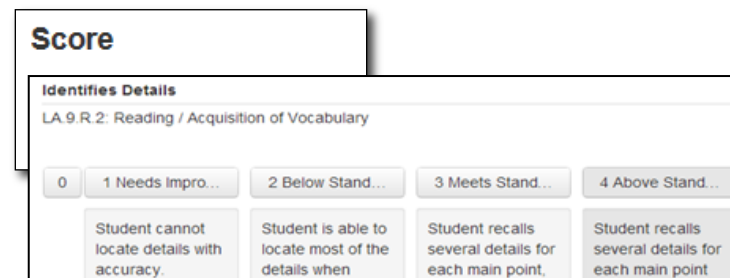 Score
Identifies Details
LA.9.R.2: Reading / Acquisition of Vocabulary
0 1 Needs Impro... 2 Below Stand... 3 Meets Stand... 4 Above Stand...
Student cannot
locate details with
accuracy.
Student is able to
locate most of the
details when
Student recalls
several details for
each main point,
Student recalls
several details for
each main point